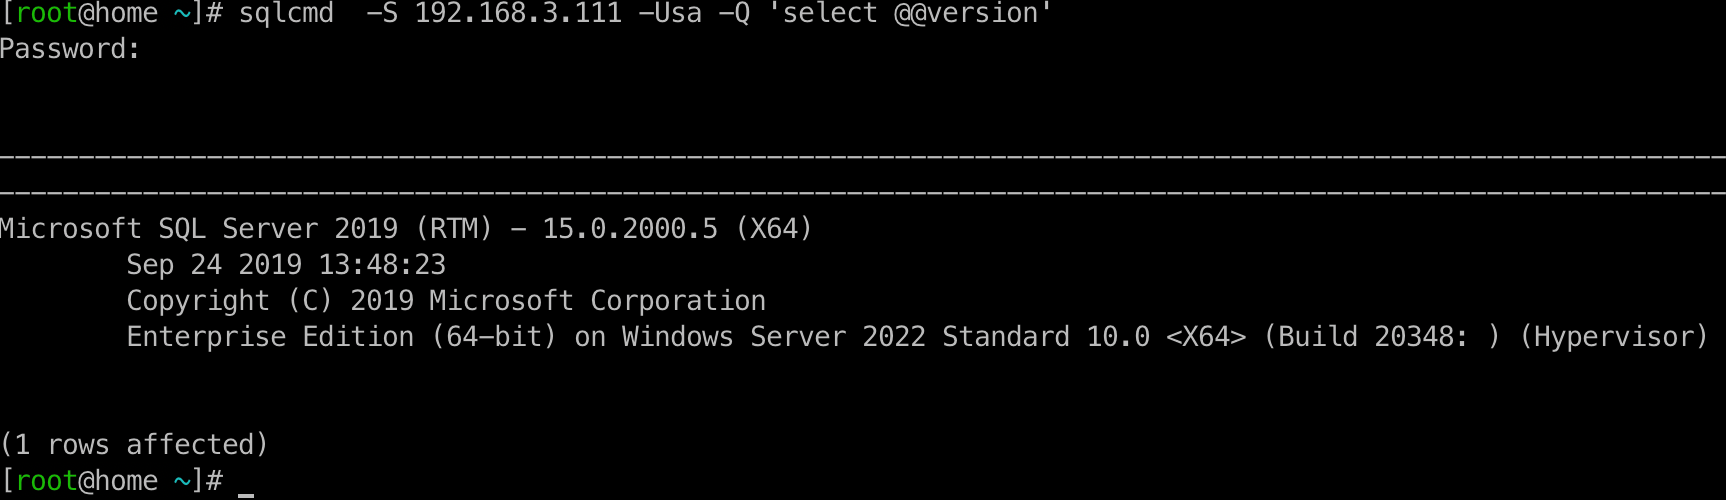 [root@home ~]# sqlcmd  -S 192.168.3.111 -Usa -Q 'select @@version'
Password:
------------------------------------------------------------------------------------------------------------
------------------------------------------------------------------------------------------------------------
Microsoft SQL Server 2019 (RTM) - 15.0.2000.5 (X64)
        Sep 24 2019 13:48:23
        Copyright (C) 2019 Microsoft Corporation
        Enterprise Edition (64-bit) on Windows Server 2022 Standard 10.0 <X64> (Build 20348: ) (Hypervisor)
(1 rows affected)
[root@home ~]# _